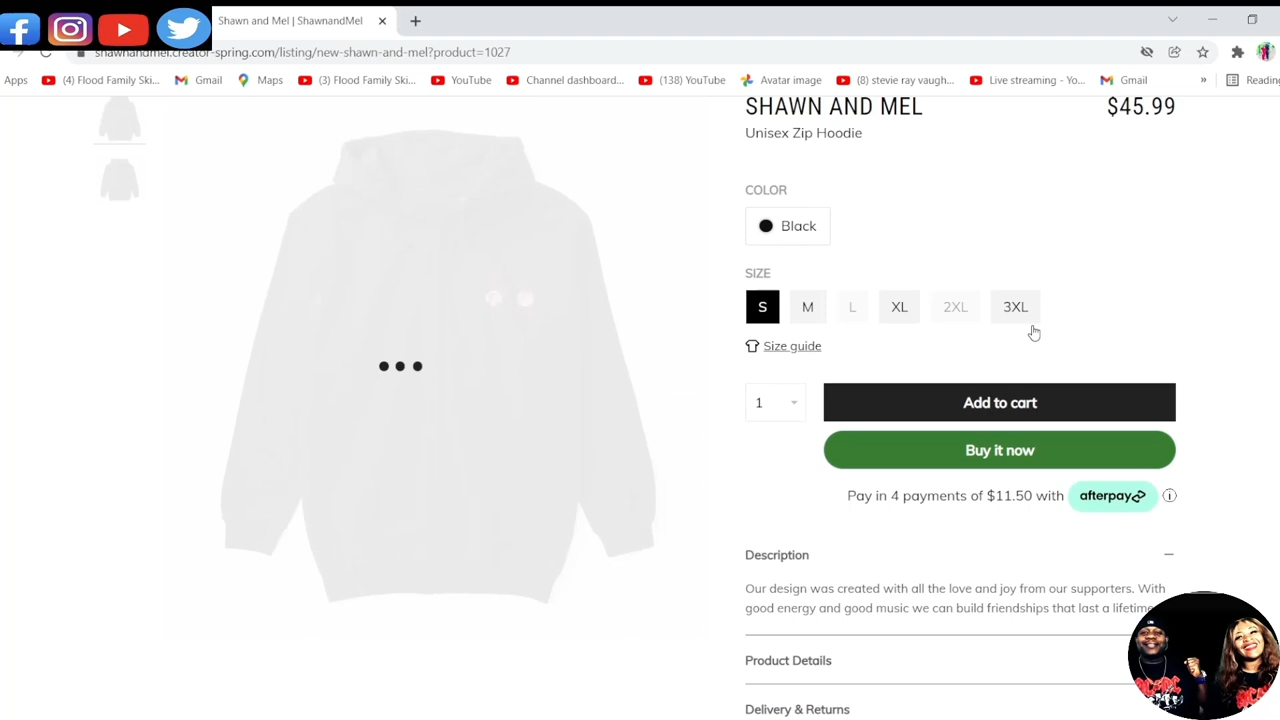 Shawn and Mel | ShawnandMel
shawnandmel.creator-spring.com/listing/new-shawn-and-mel?product=1027
Apps (4) Flood Family Ski... Gmail Maps (3) Flood Family Ski... YouTube Channel dashboard... (138) YouTube Avatar image (8) stevie ray vaugh... Live streaming - Yo... Gmail » Reading
SHAWN AND MEL $45.99
Unisex Zip Hoodie
COLOR
Black
SIZE
S M L XL 2XL 3XL
Size guide
1 Add to cart
Buy it now
Pay in 4 payments of $11.50 with afterpay
Description
Our design was created with all the love and joy from our supporters. With
good energy and good music we can build friendships that last a lifetime
Product Details
Delivery & Returns